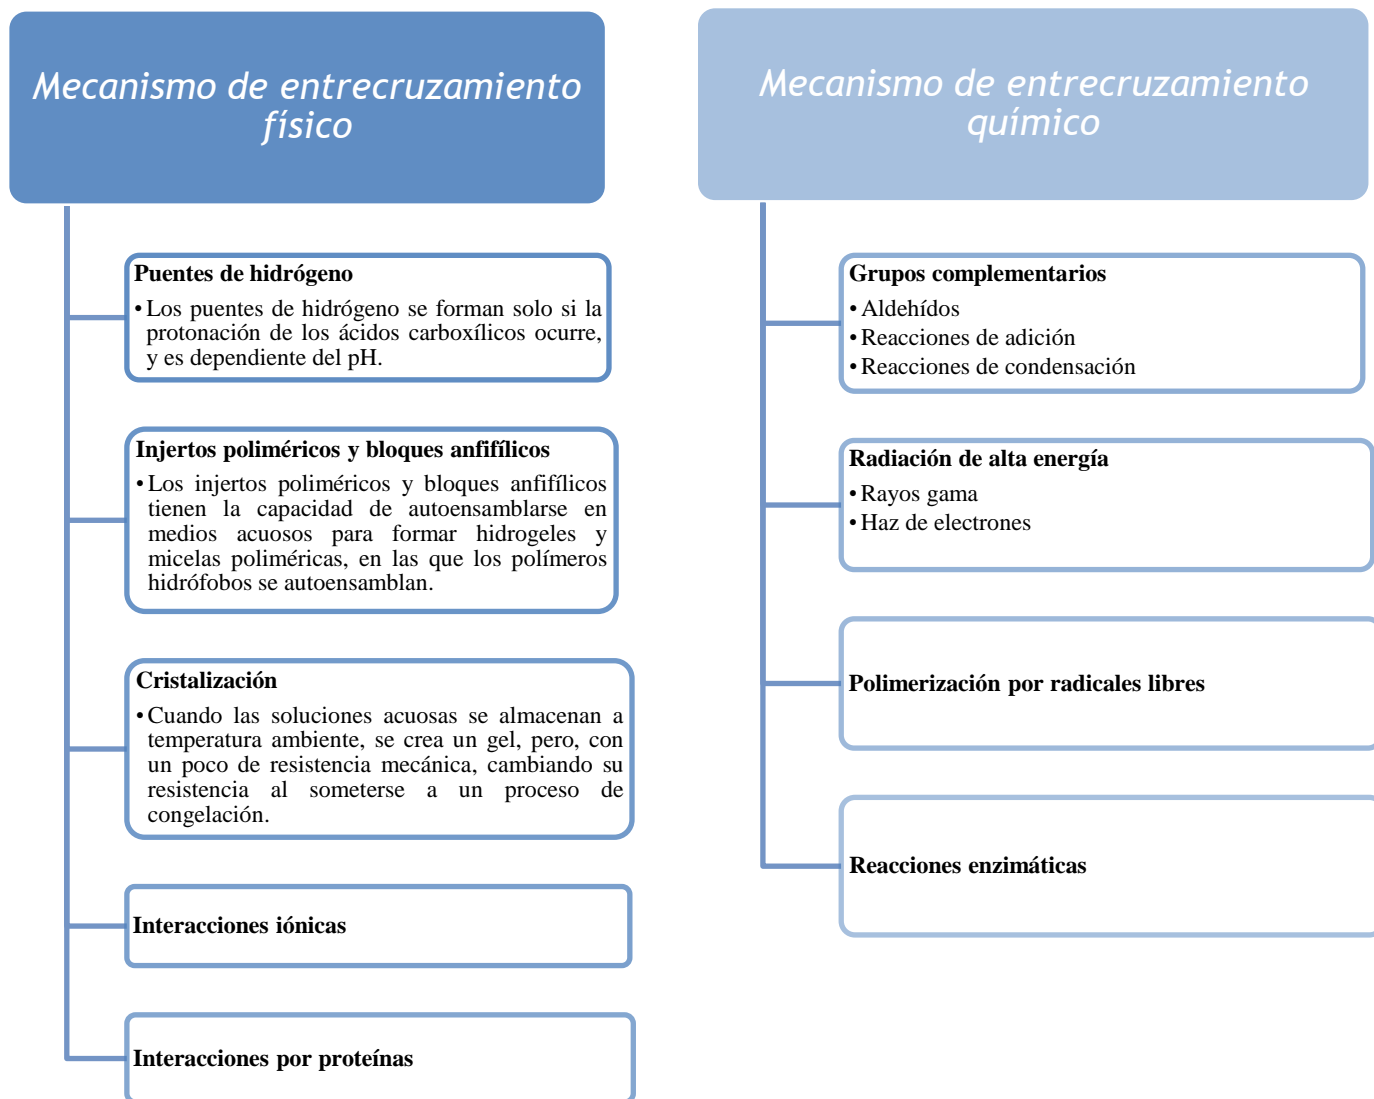 Mecanismo de entrecruzamiento
físico
Puentes de hidrógeno
• Los puentes de hidrógeno se forman solo si la
protonación de los ácidos carboxílicos ocurre,
y es dependiente del pH.
Injertos poliméricos y bloques anfifílicos
• Los injertos poliméricos y bloques anfifílicos
tienen la capacidad de autoensamblarse en
medios acuosos para formar hidrogeles y
micelas poliméricas, en las que los polímeros
hidrófobos se autoensamblan.
Cristalización
• Cuando las soluciones acuosas se almacenan a
temperatura ambiente, se crea un gel, pero, con
un poco de resistencia mecánica, cambiando su
resistencia al someterse a un proceso de
congelación.
Interacciones iónicas
Interacciones por proteínas
Mecanismo de entrecruzamiento
químico
Grupos complementarios
• Aldehídos
• Reacciones de adición
• Reacciones de condensación
Radiación de alta energía
• Rayos gama
• Haz de electrones
Polimerización por radicales libres
Reacciones enzimáticas